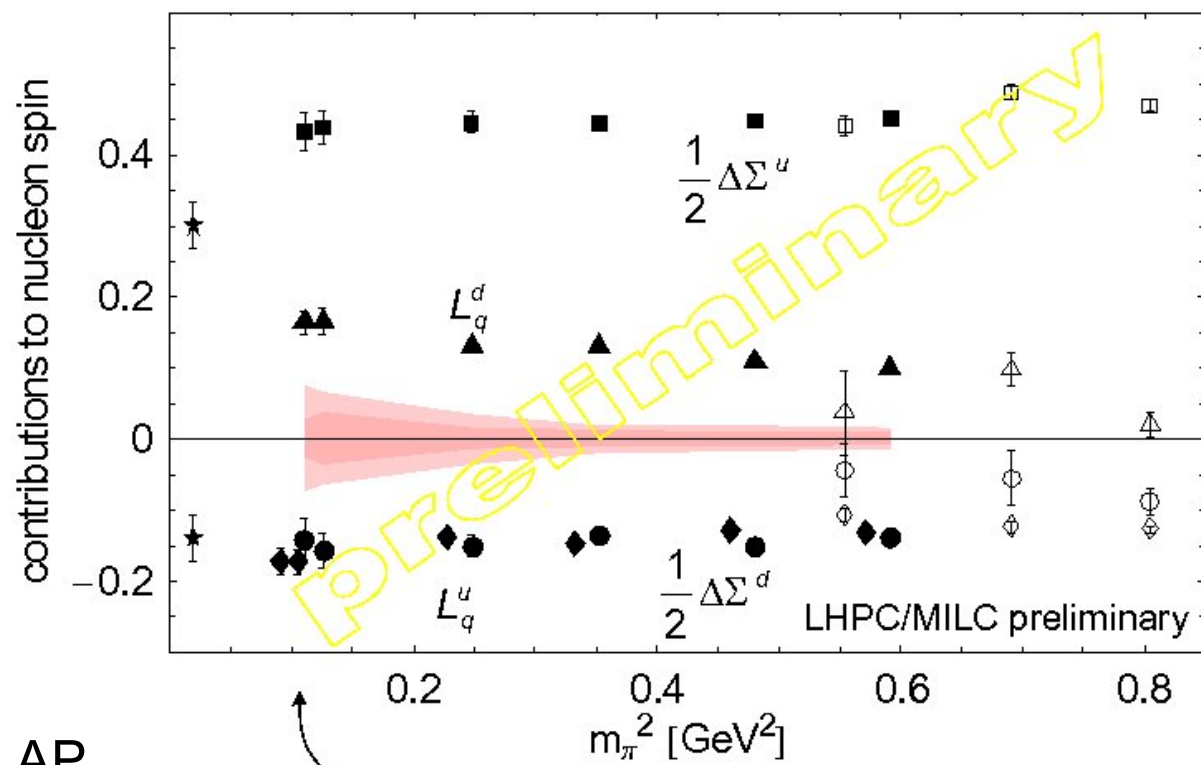 contributions to nucleon spin
0.4
0.2
0
−0.2
1/2 ΔΣ^u
L_q^d
preliminary
L_q^u
1/2 ΔΣ^d
LHPC/MILC preliminary
0.2 0.4 0.6 0.8
m_π^2 [GeV^2]